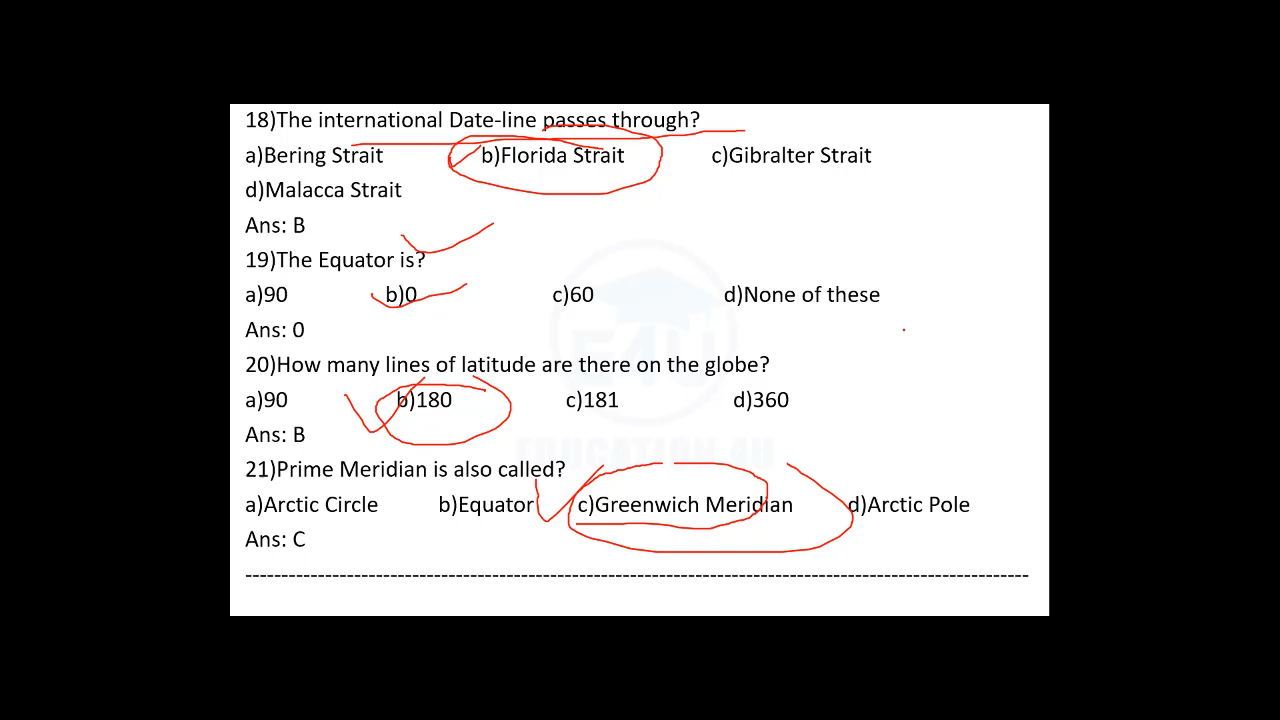 18)The international Date-line passes through?
a)Bering Strait b)Florida Strait c)Gibralter Strait
d)Malacca Strait
Ans: B
19)The Equator is?
a)90 b)0 c)60 d)None of these
Ans: 0
20)How many lines of latitude are there on the globe?
a)90 b)180 c)181 d)360
Ans: B
E4U
EDUCATION 4U
21)Prime Meridian is also called?
a)Arctic Circle b)Equator c)Greenwich Meridian d)Arctic Pole
Ans: C